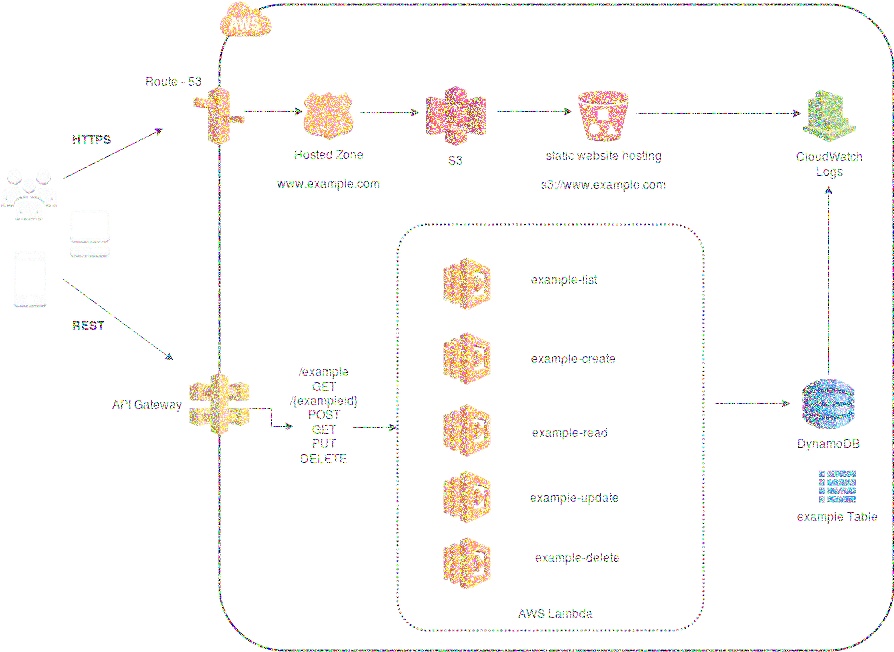 AWS
Route - 53
HTTPS
Hosted Zone
S3
static website hosting
CloudWatch
Logs
www.example.com
s3://www.example.com
REST
example-list
example-create
example-read
example-update
example-delete
AWS Lambda
API Gateway
/example
GET
/{exampleid}
POST
GET
PUT
DELETE
DynamoDB
example Table